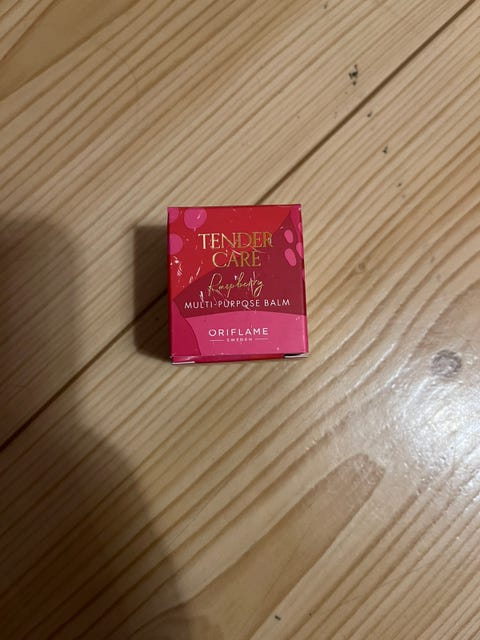 TENDER
CARE
Raspberry
MULTI-PURPOSE BALM
ORIFLAME
SWEDEN